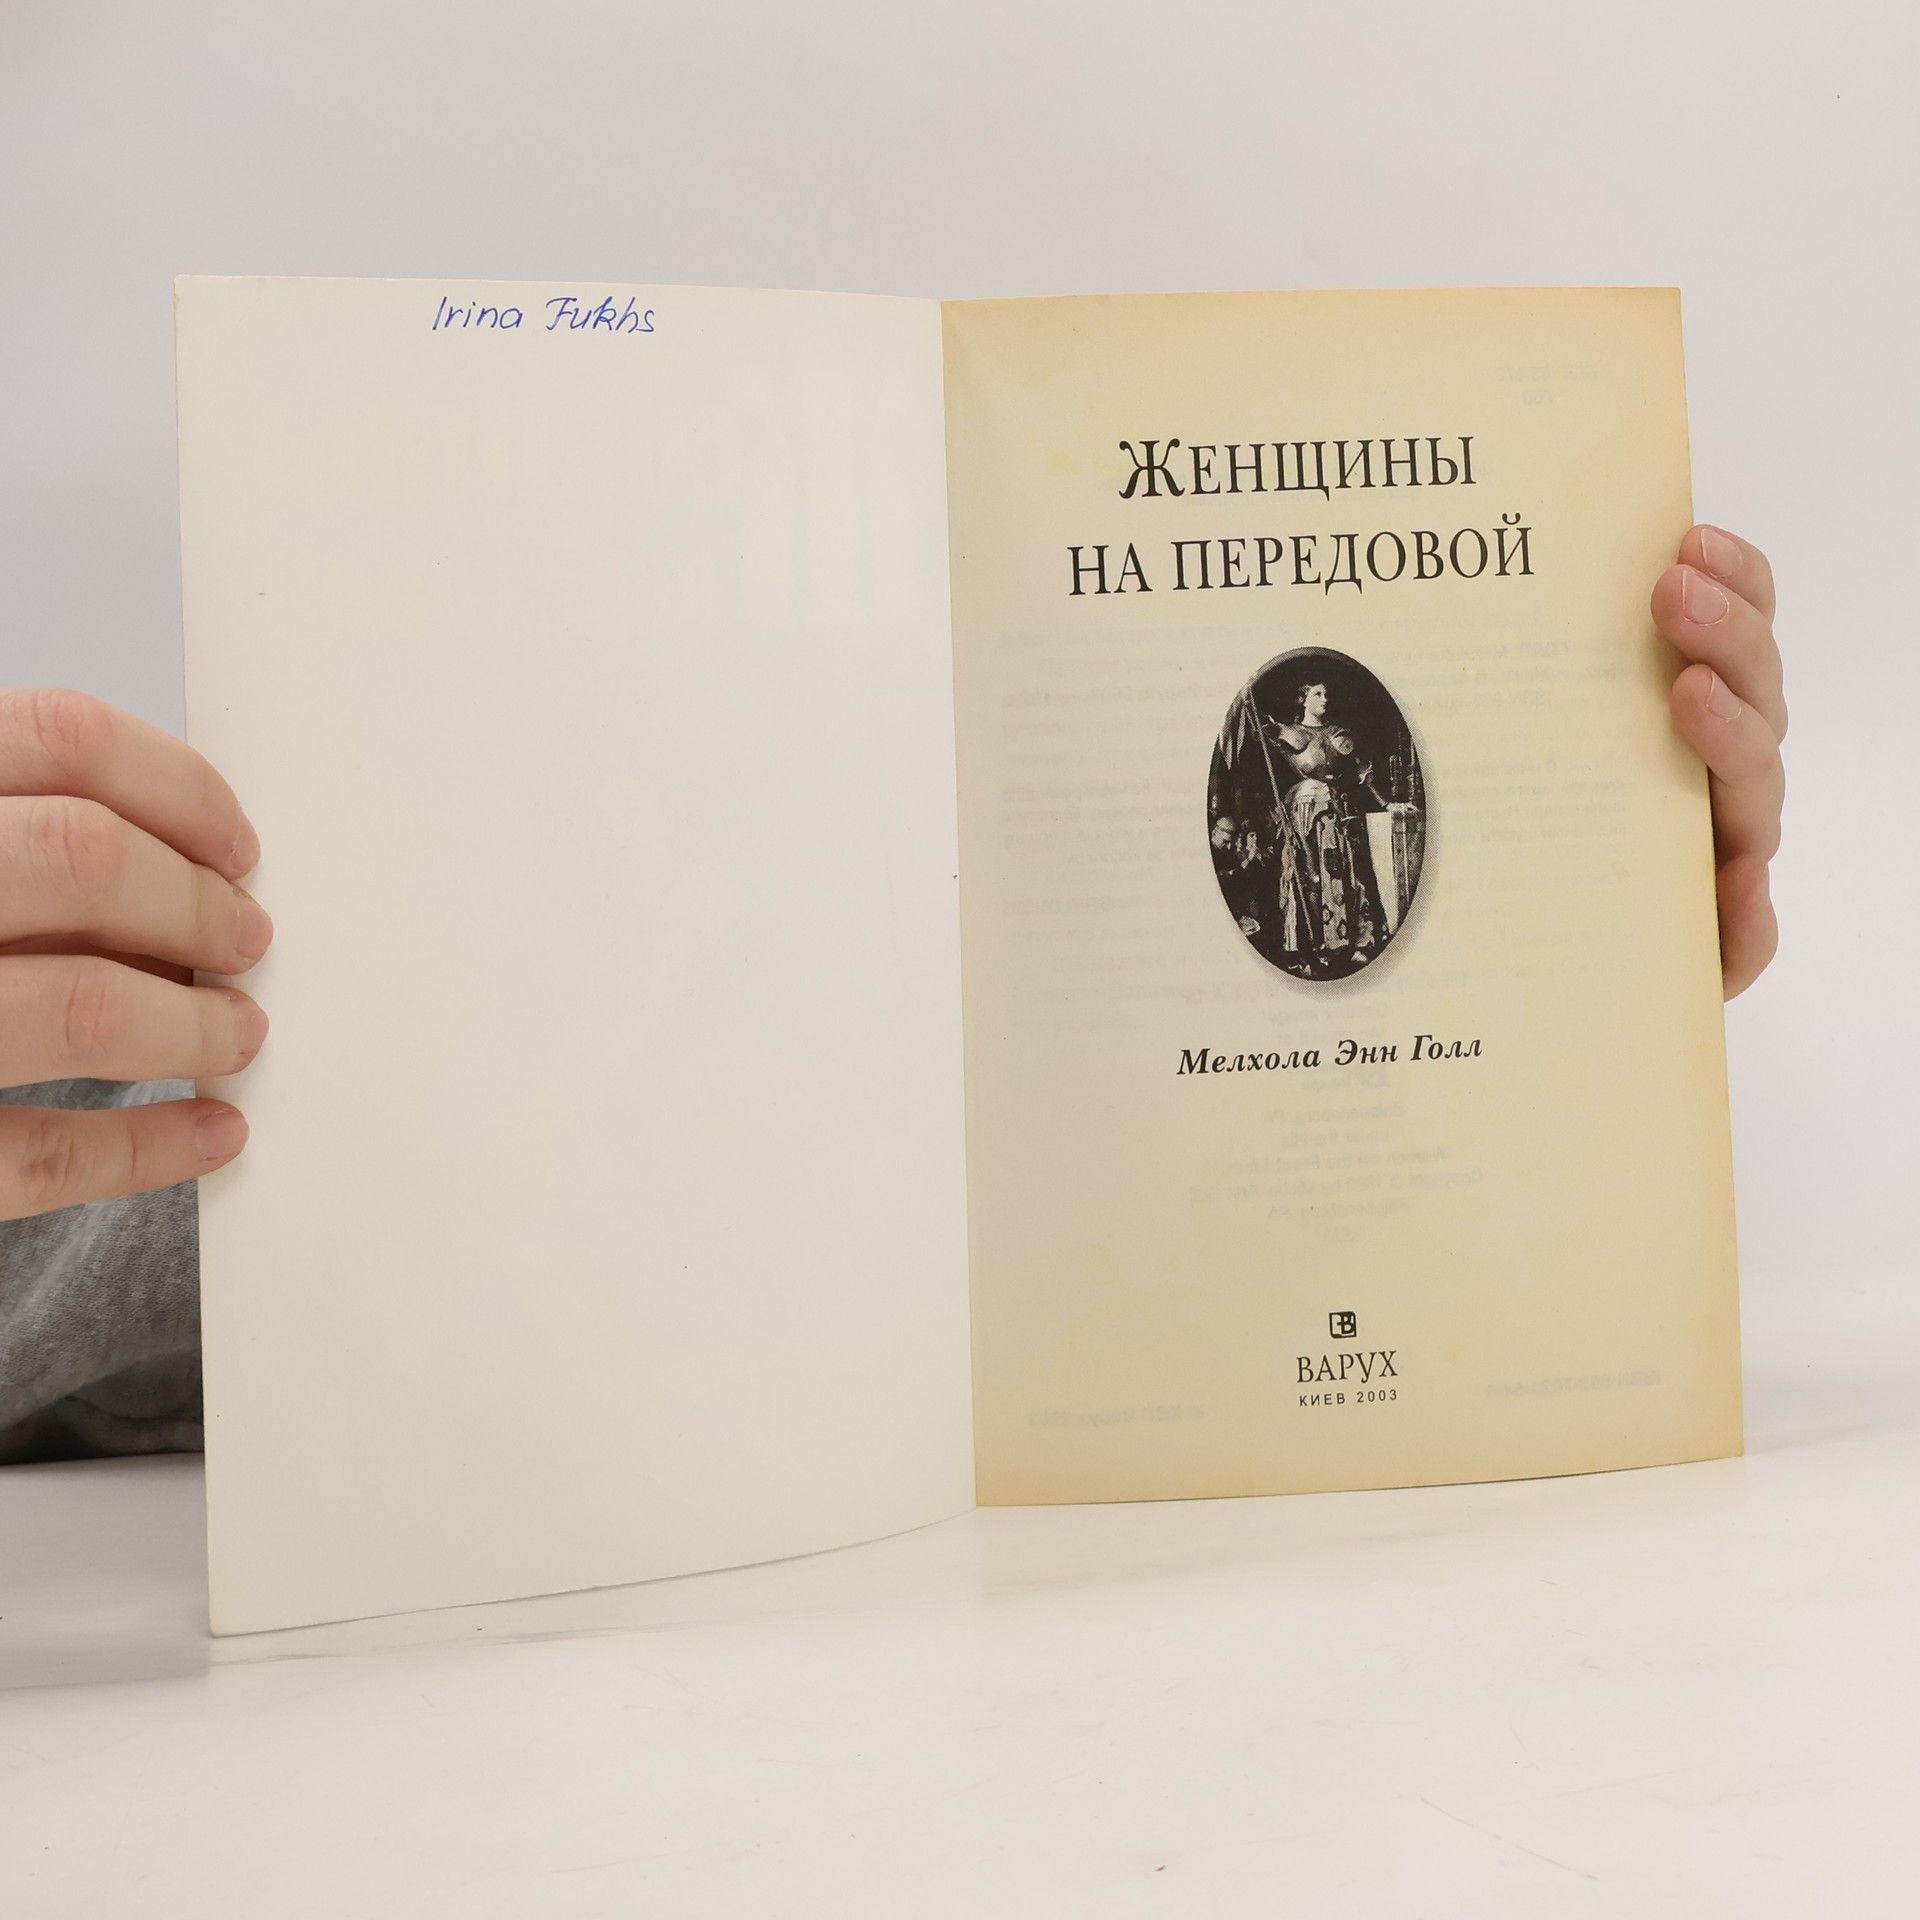 Irina Fukhs
ЖЕНЩИНЫ
НА ПЕРЕДОВОЙ
Мелхола Энн Голл
ВАРУХ
КИЕВ 2003